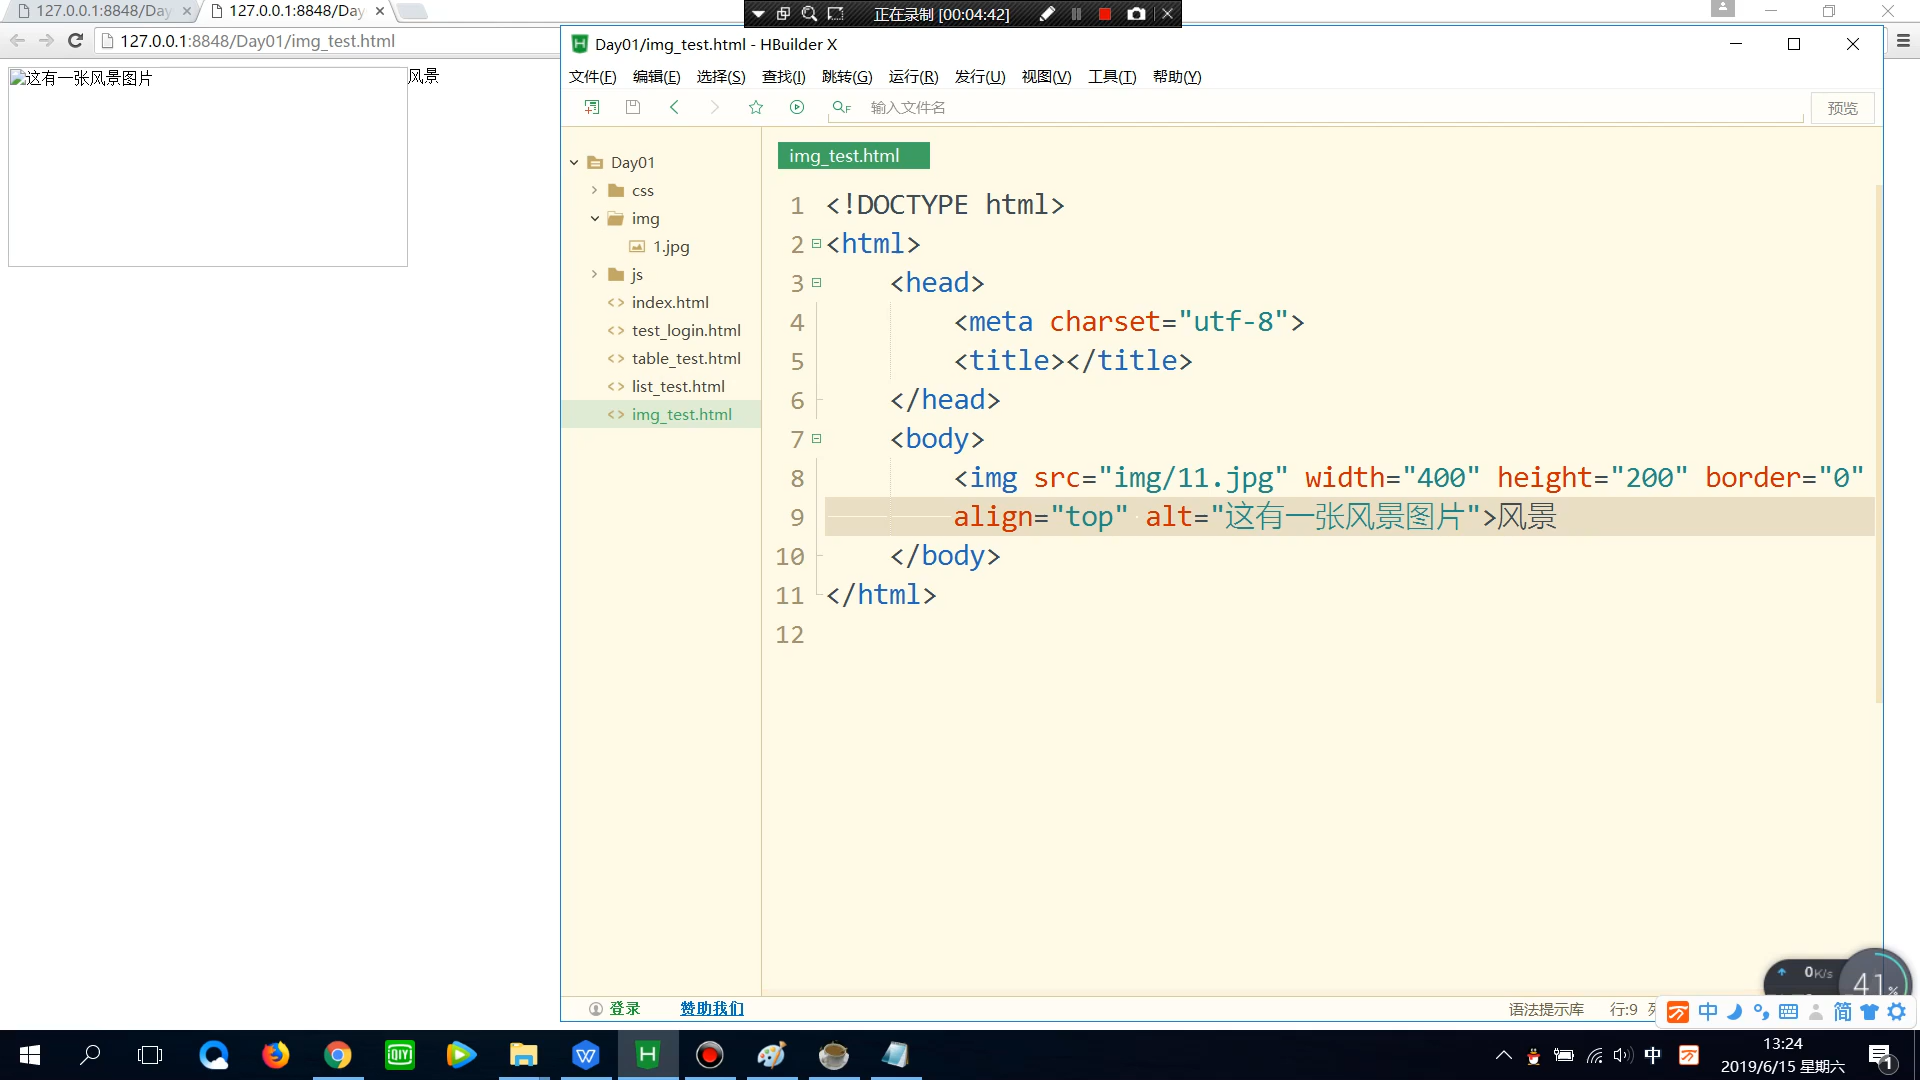 127.0.0.1:8848/Day
127.0.0.1:8848/Day
正在录制 [00:04:42]
127.0.0.1:8848/Day01/img_test.html
这有一张风景图片
风景
Day01/img_test.html - HBuilder X
文件(F) 编辑(E) 选择(S) 查找(I) 跳转(G) 运行(R) 发行(U) 视图(V) 工具(T) 帮助(Y)
输入文件名
预览
Day01
css
img
1.jpg
js
index.html
test_login.html
table_test.html
list_test.html
img_test.html
img_test.html
1 <!DOCTYPE html>
2 <html>
3 <head>
4 <meta charset="utf-8">
5 <title></title>
6 </head>
7 <body>
8 <img src="img/11.jpg" width="400" height="200" border="0"
9 align="top" alt="这有一张风景图片">风景
10 </body>
11 </html>
12
0K/s
41%
登录
赞助我们
语法提示库
行:9
中
简
QIYI
中
13:24
2019/6/15 星期六
1